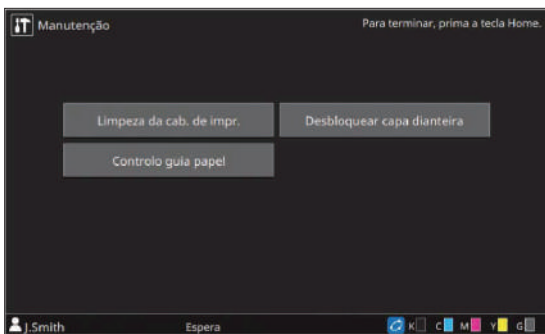 Manutenção
Para terminar, prima a tecla Home.
Limpeza da cab. de impr.
Desbloquear capa dianteira
Controlo guia papel
J.Smith
Espera
K C M Y G